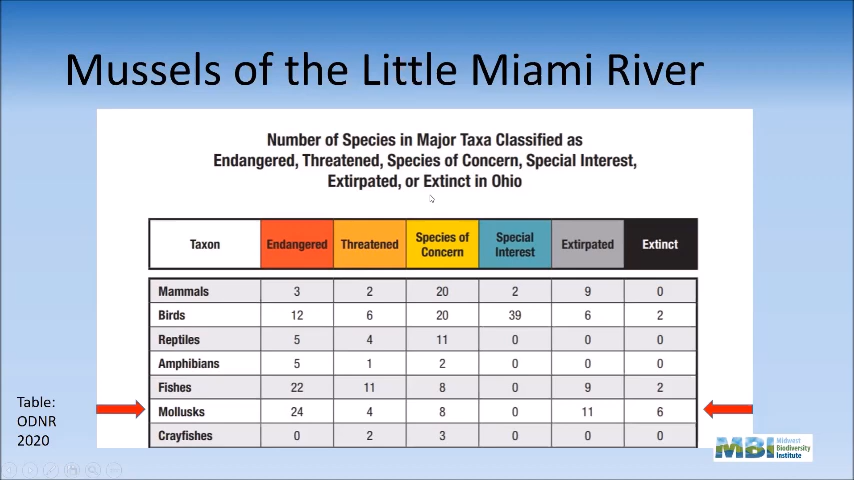 Mussels of the Little Miami River
Number of Species in Major Taxa Classified as
Endangered, Threatened, Species of Concern, Special Interest,
Extirpated, or Extinct in Ohio
Taxon Endangered Threatened Species of Concern Special Interest Extirpated Extinct
Mammals 3 2 20 2 9 0
Birds 12 6 20 39 6 2
Reptiles 5 4 11 0 0 0
Amphibians 5 1 2 0 0 0
Fishes 22 11 8 0 9 2
Mollusks 24 4 8 0 11 6
Crayfishes 0 2 3 0 0 0
Table:
ODNR
2020
MBI Midwest
Biodiversity
Institute